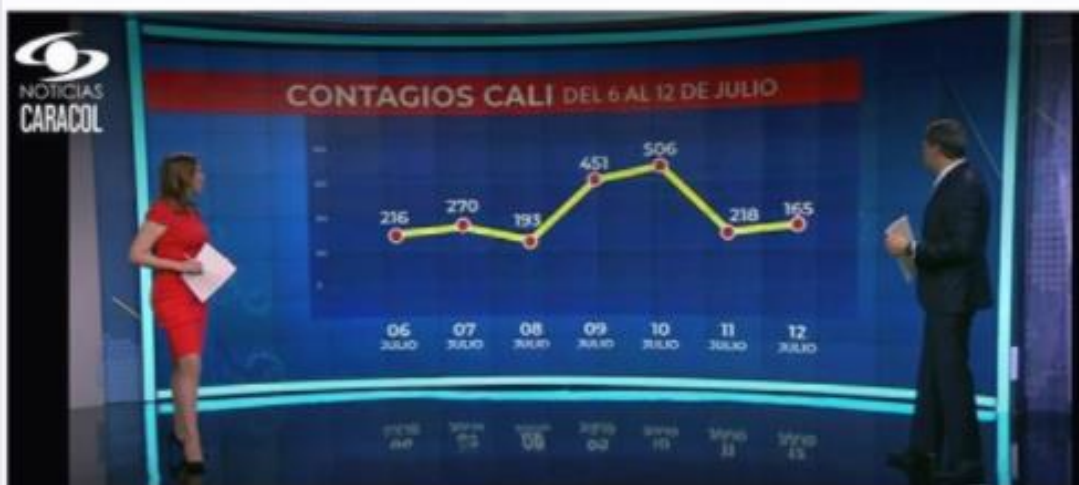 NOTICIAS
CARACOL
CONTAGIOS CALI DEL 6 AL 12 DE JULIO
216 270 193 451 506 218 165
06 07 08 09 10 11 12
JULIO JULIO JULIO JULIO JULIO JULIO JULIO